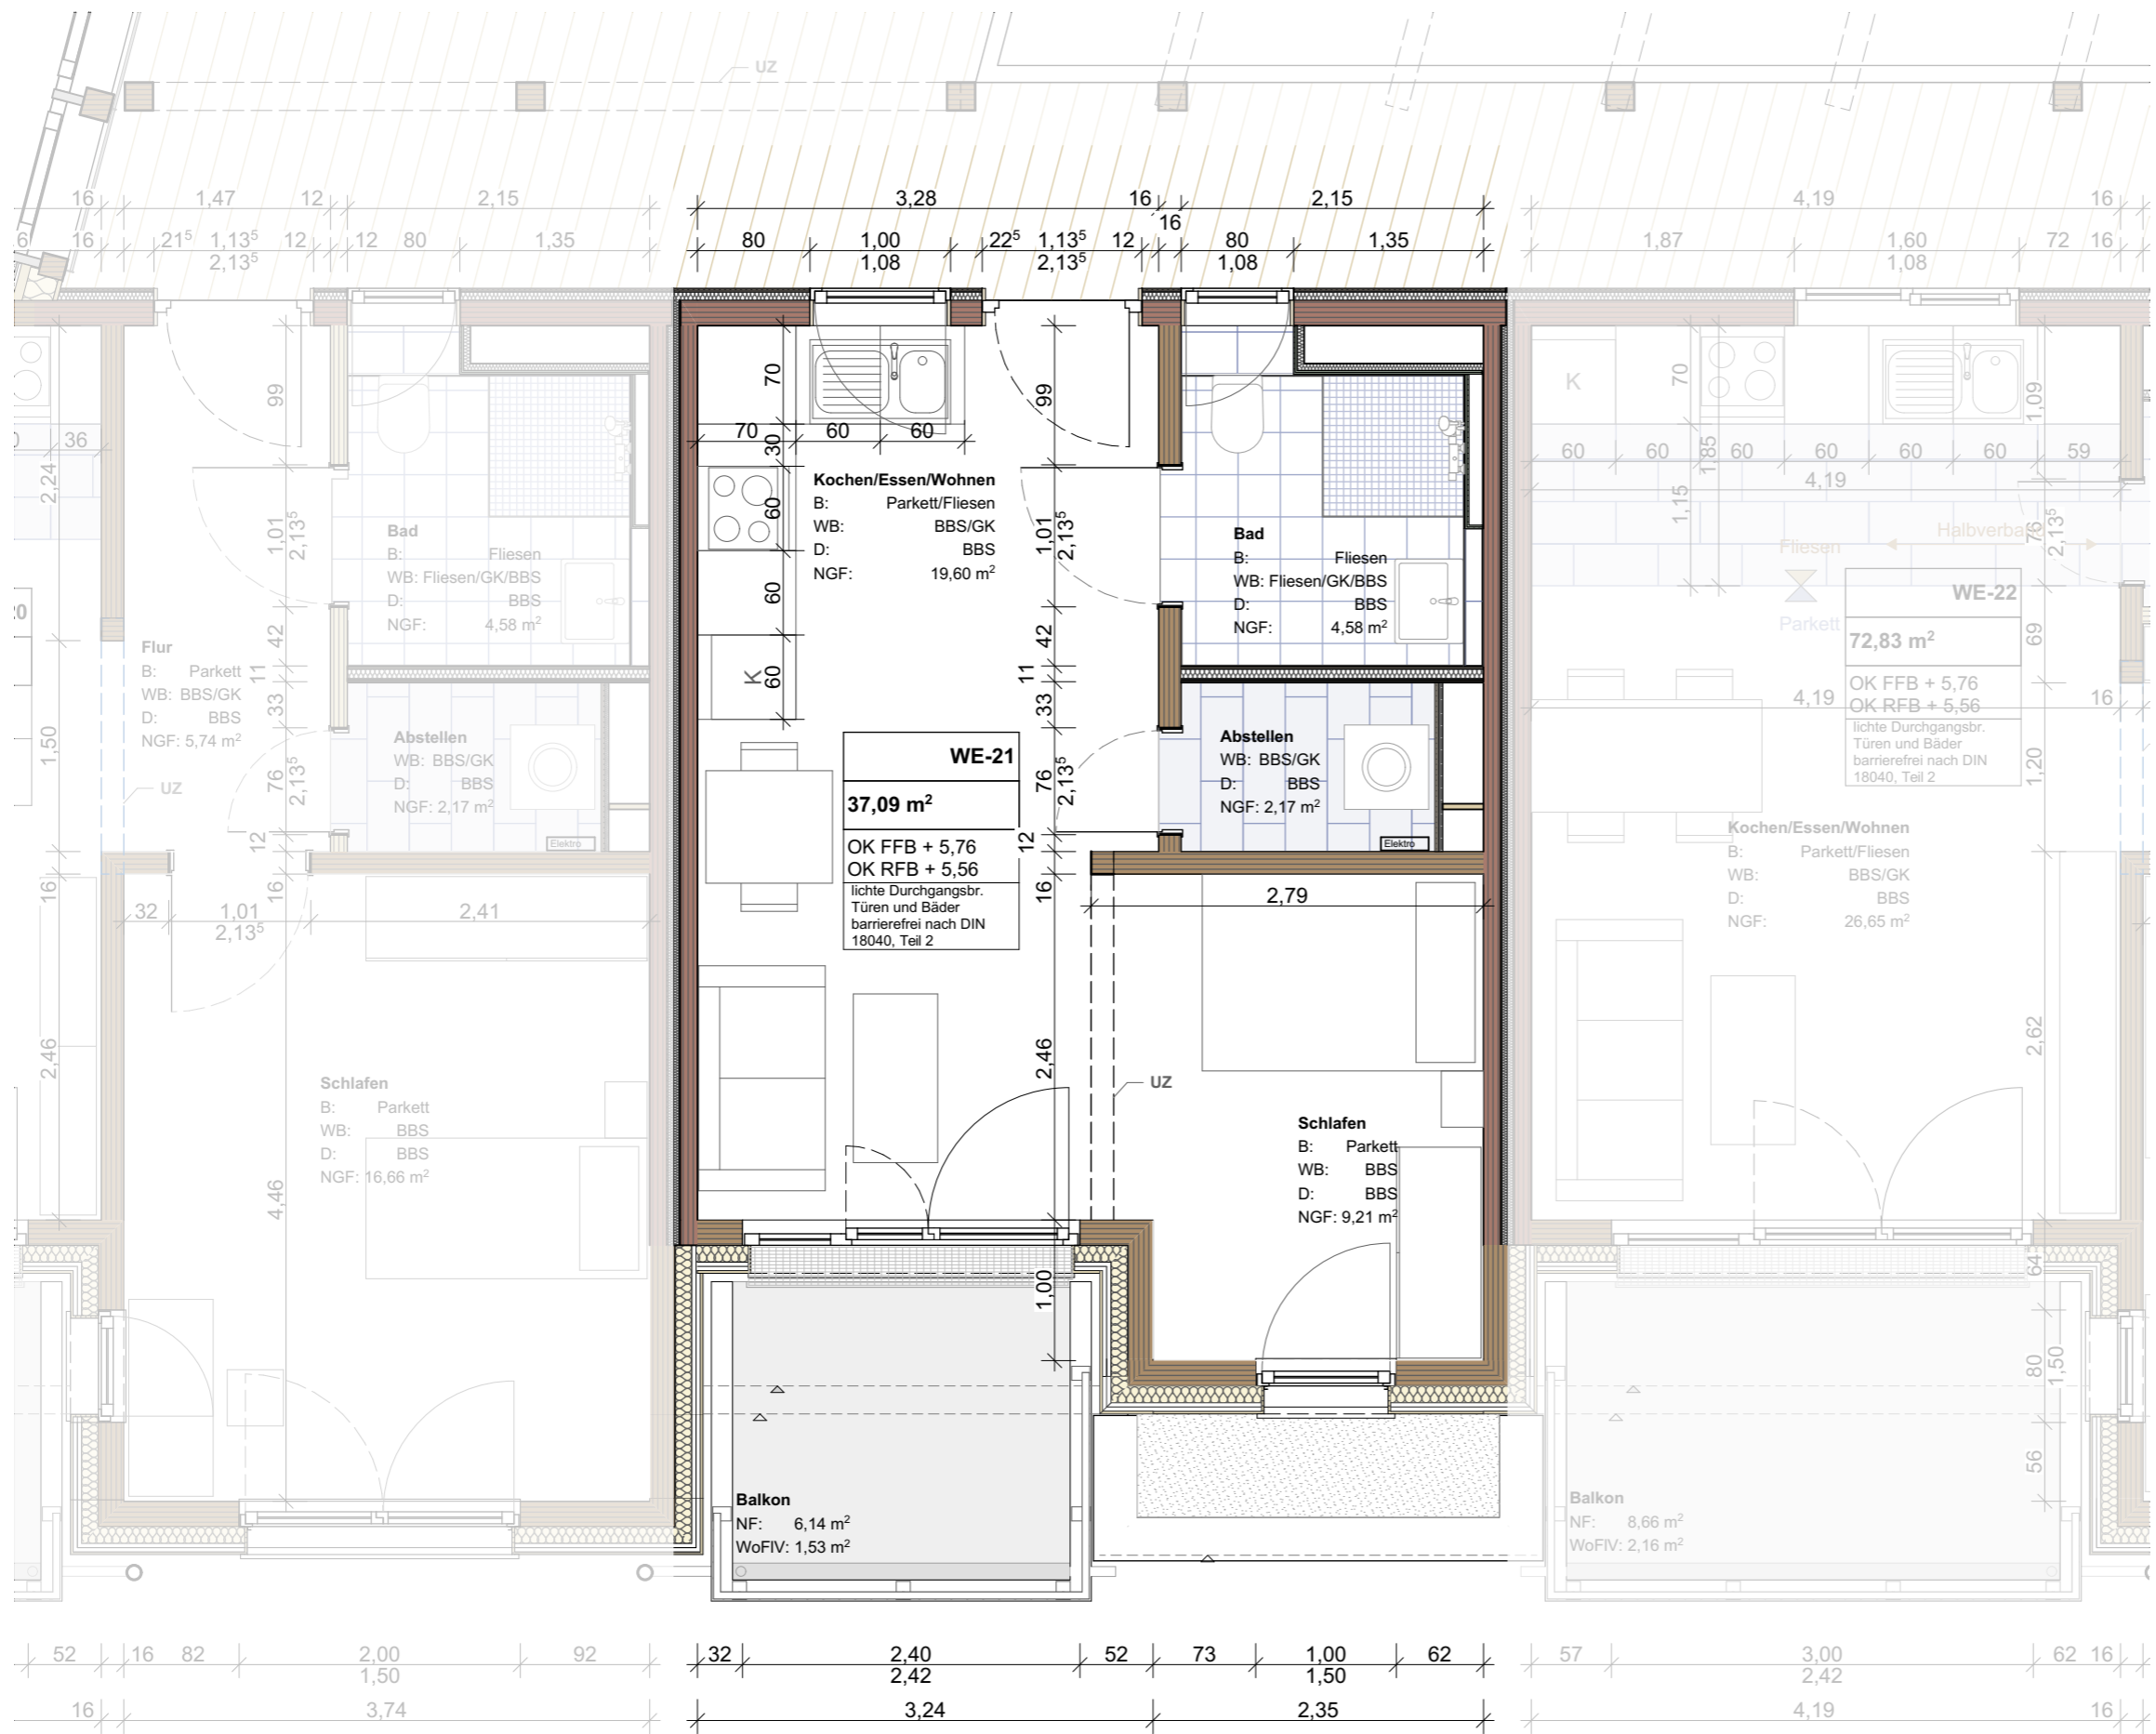 UZ
16
1,47
12
2,15
3,28
16
2,15
4,19
16
16
6
16
21⁵
1,13⁵
12
12
80
1,35
80
1,00
22⁵
1,13⁵
12
80
1,35
1,87
1,60
72
16
2,13⁵
1,08
2,13⁵
1,08
1,08
99
70
99
K
70
1,09
36
70
30
60
60
60
60
1,85
60
60
60
60
59
2,24
4,19
1,01
2,13⁵
60
1,01
2,13⁵
1,15
76
2,13⁵
Kochen/Essen/Wohnen
B: Parkett/Fliesen
WB: BBS/GK
D: BBS
NGF: 19,60 m²
Bad
B: Fliesen
WB: Fliesen/GK/BBS
D: BBS
NGF: 4,58 m²
Bad
B: Fliesen
WB: Fliesen/GK/BBS
D: BBS
NGF: 4,58 m²
Fliesen
Parkett
WE-22
72,83 m²
OK FFB + 5,76
OK RFB + 5,56
lichte Durchgangsbr.
Türen und Bäder
barrierefrei nach DIN
18040, Teil 2
60
42
42
69
Flur
B: Parkett
WB: BBS/GK
D: BBS
NGF: 5,74 m²
11
33
K
60
11
33
4,19
16
1,50
UZ
76
2,13⁵
12
Abstellen
WB: BBS/GK
D: BBS
NGF: 2,17 m²
Elektro
WE-21
37,09 m²
OK FFB + 5,76
OK RFB + 5,56
lichte Durchgangsbr.
Türen und Bäder
barrierefrei nach DIN
18040, Teil 2
76
2,13⁵
12
Abstellen
WB: BBS/GK
D: BBS
NGF: 2,17 m²
Elektro
1,20
Kochen/Essen/Wohnen
B: Parkett/Fliesen
WB: BBS/GK
D: BBS
NGF: 26,65 m²
16
16
16
32
1,01
2,13⁵
2,41
2,79
2,46
2,46
2,62
UZ
Schlafen
B: Parkett
WB: BBS
D: BBS
NGF: 16,66 m²
4,46
Schlafen
B: Parkett
WB: BBS
D: BBS
NGF: 9,21 m²
1,00
64
80
1,50
56
Balkon
NF: 6,14 m²
WoFlV: 1,53 m²
Balkon
NF: 8,66 m²
WoFlV: 2,16 m²
52
16
82
2,00
92
32
2,40
52
73
1,00
62
57
3,00
62
16
1,50
2,42
1,50
2,42
16
3,74
3,24
2,35
4,19
16